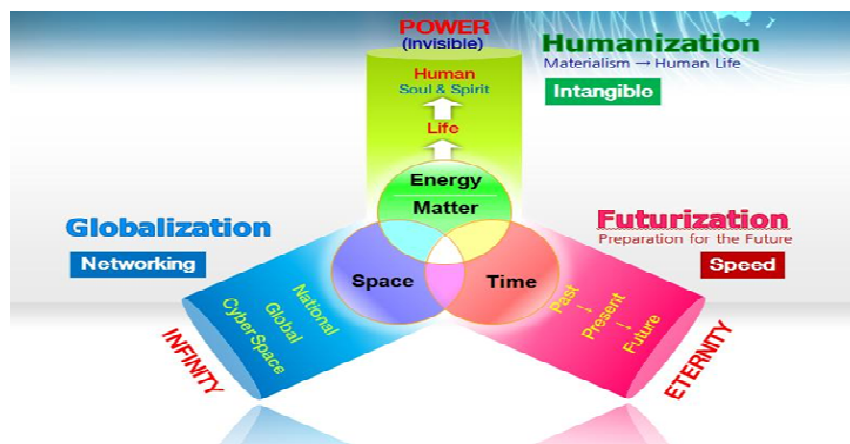 POWER
(Invisible)
Humanization
Materialism → Human Life
Intangible
Human
Soul & Spirit
Life
Energy
Matter
Globalization
Networking
Futurization
Preparation for the Future
Speed
Space
Time
National
Global
CyberSpace
Past
→
Present
→
Future
INFINITY
ETERNITY